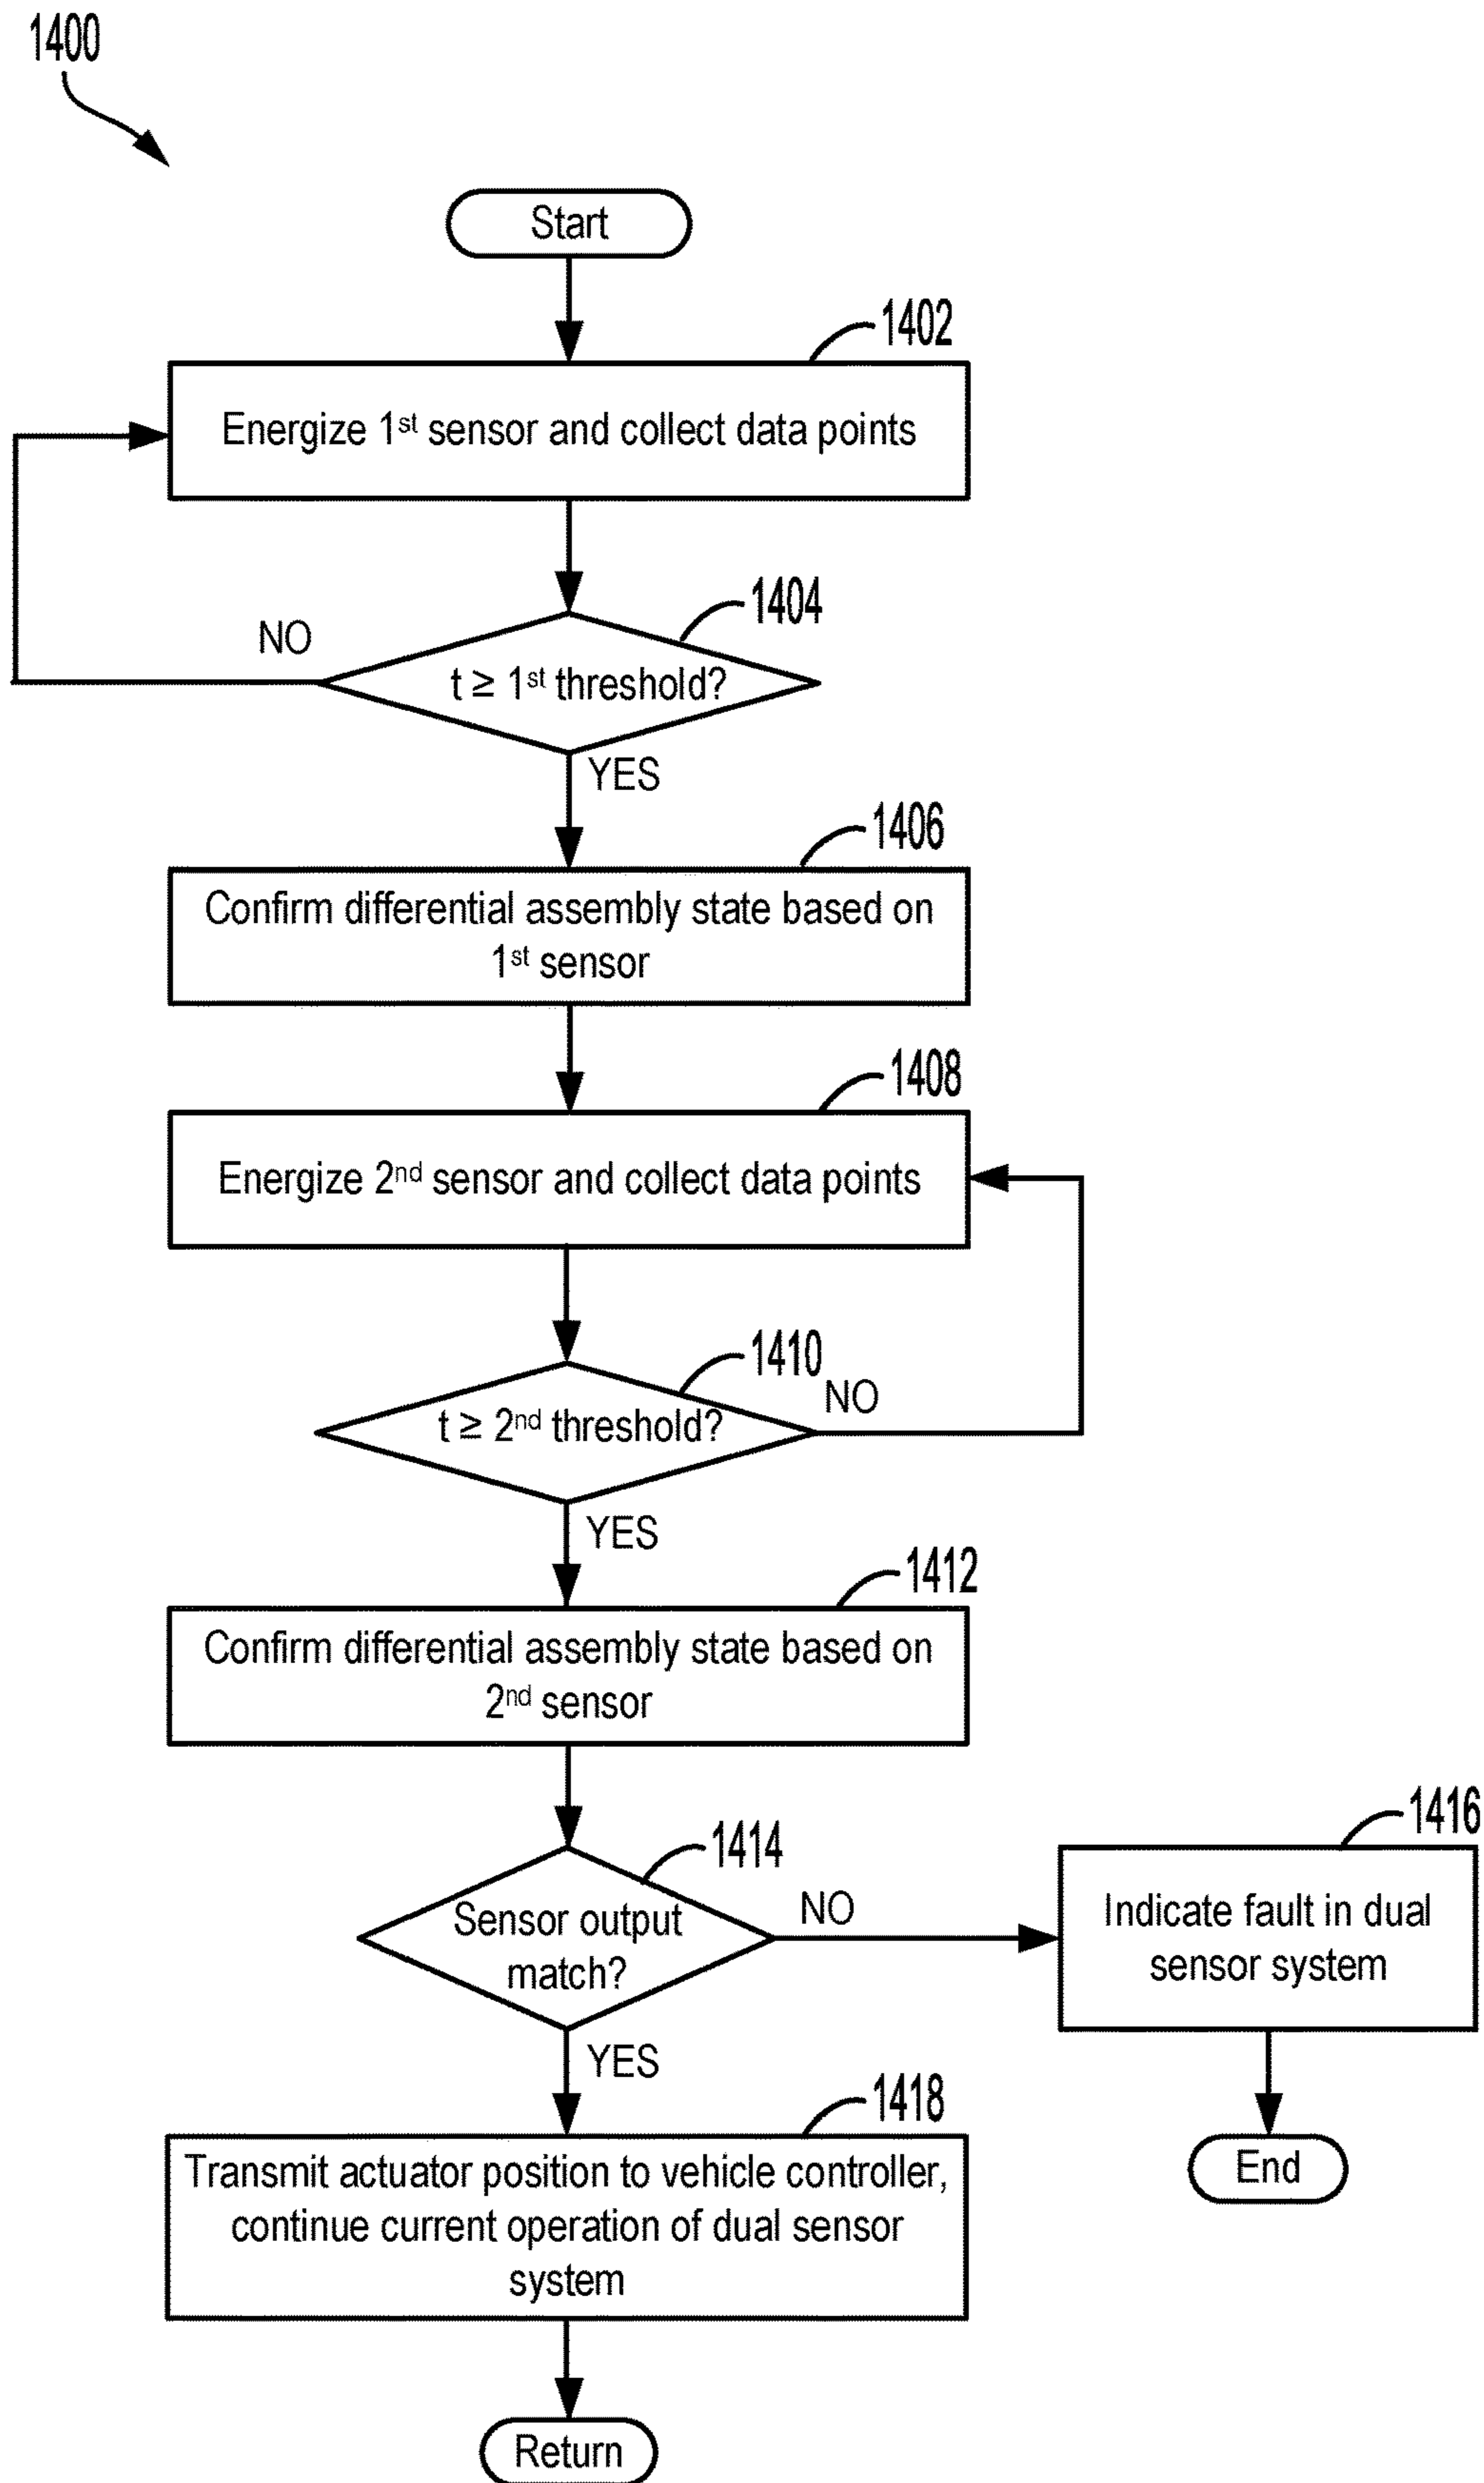 1400
Start
1402
Energize 1st sensor and collect data points
1404
NO
t ≥ 1st threshold?
YES
1406
Confirm differential assembly state based on
1st sensor
1408
Energize 2nd sensor and collect data points
1410
NO
t ≥ 2nd threshold?
YES
1412
Confirm differential assembly state based on
2nd sensor
1414
Sensor output
match?
NO
1416
Indicate fault in dual
sensor system
YES
End
1418
Transmit actuator position to vehicle controller,
continue current operation of dual sensor
system
Return